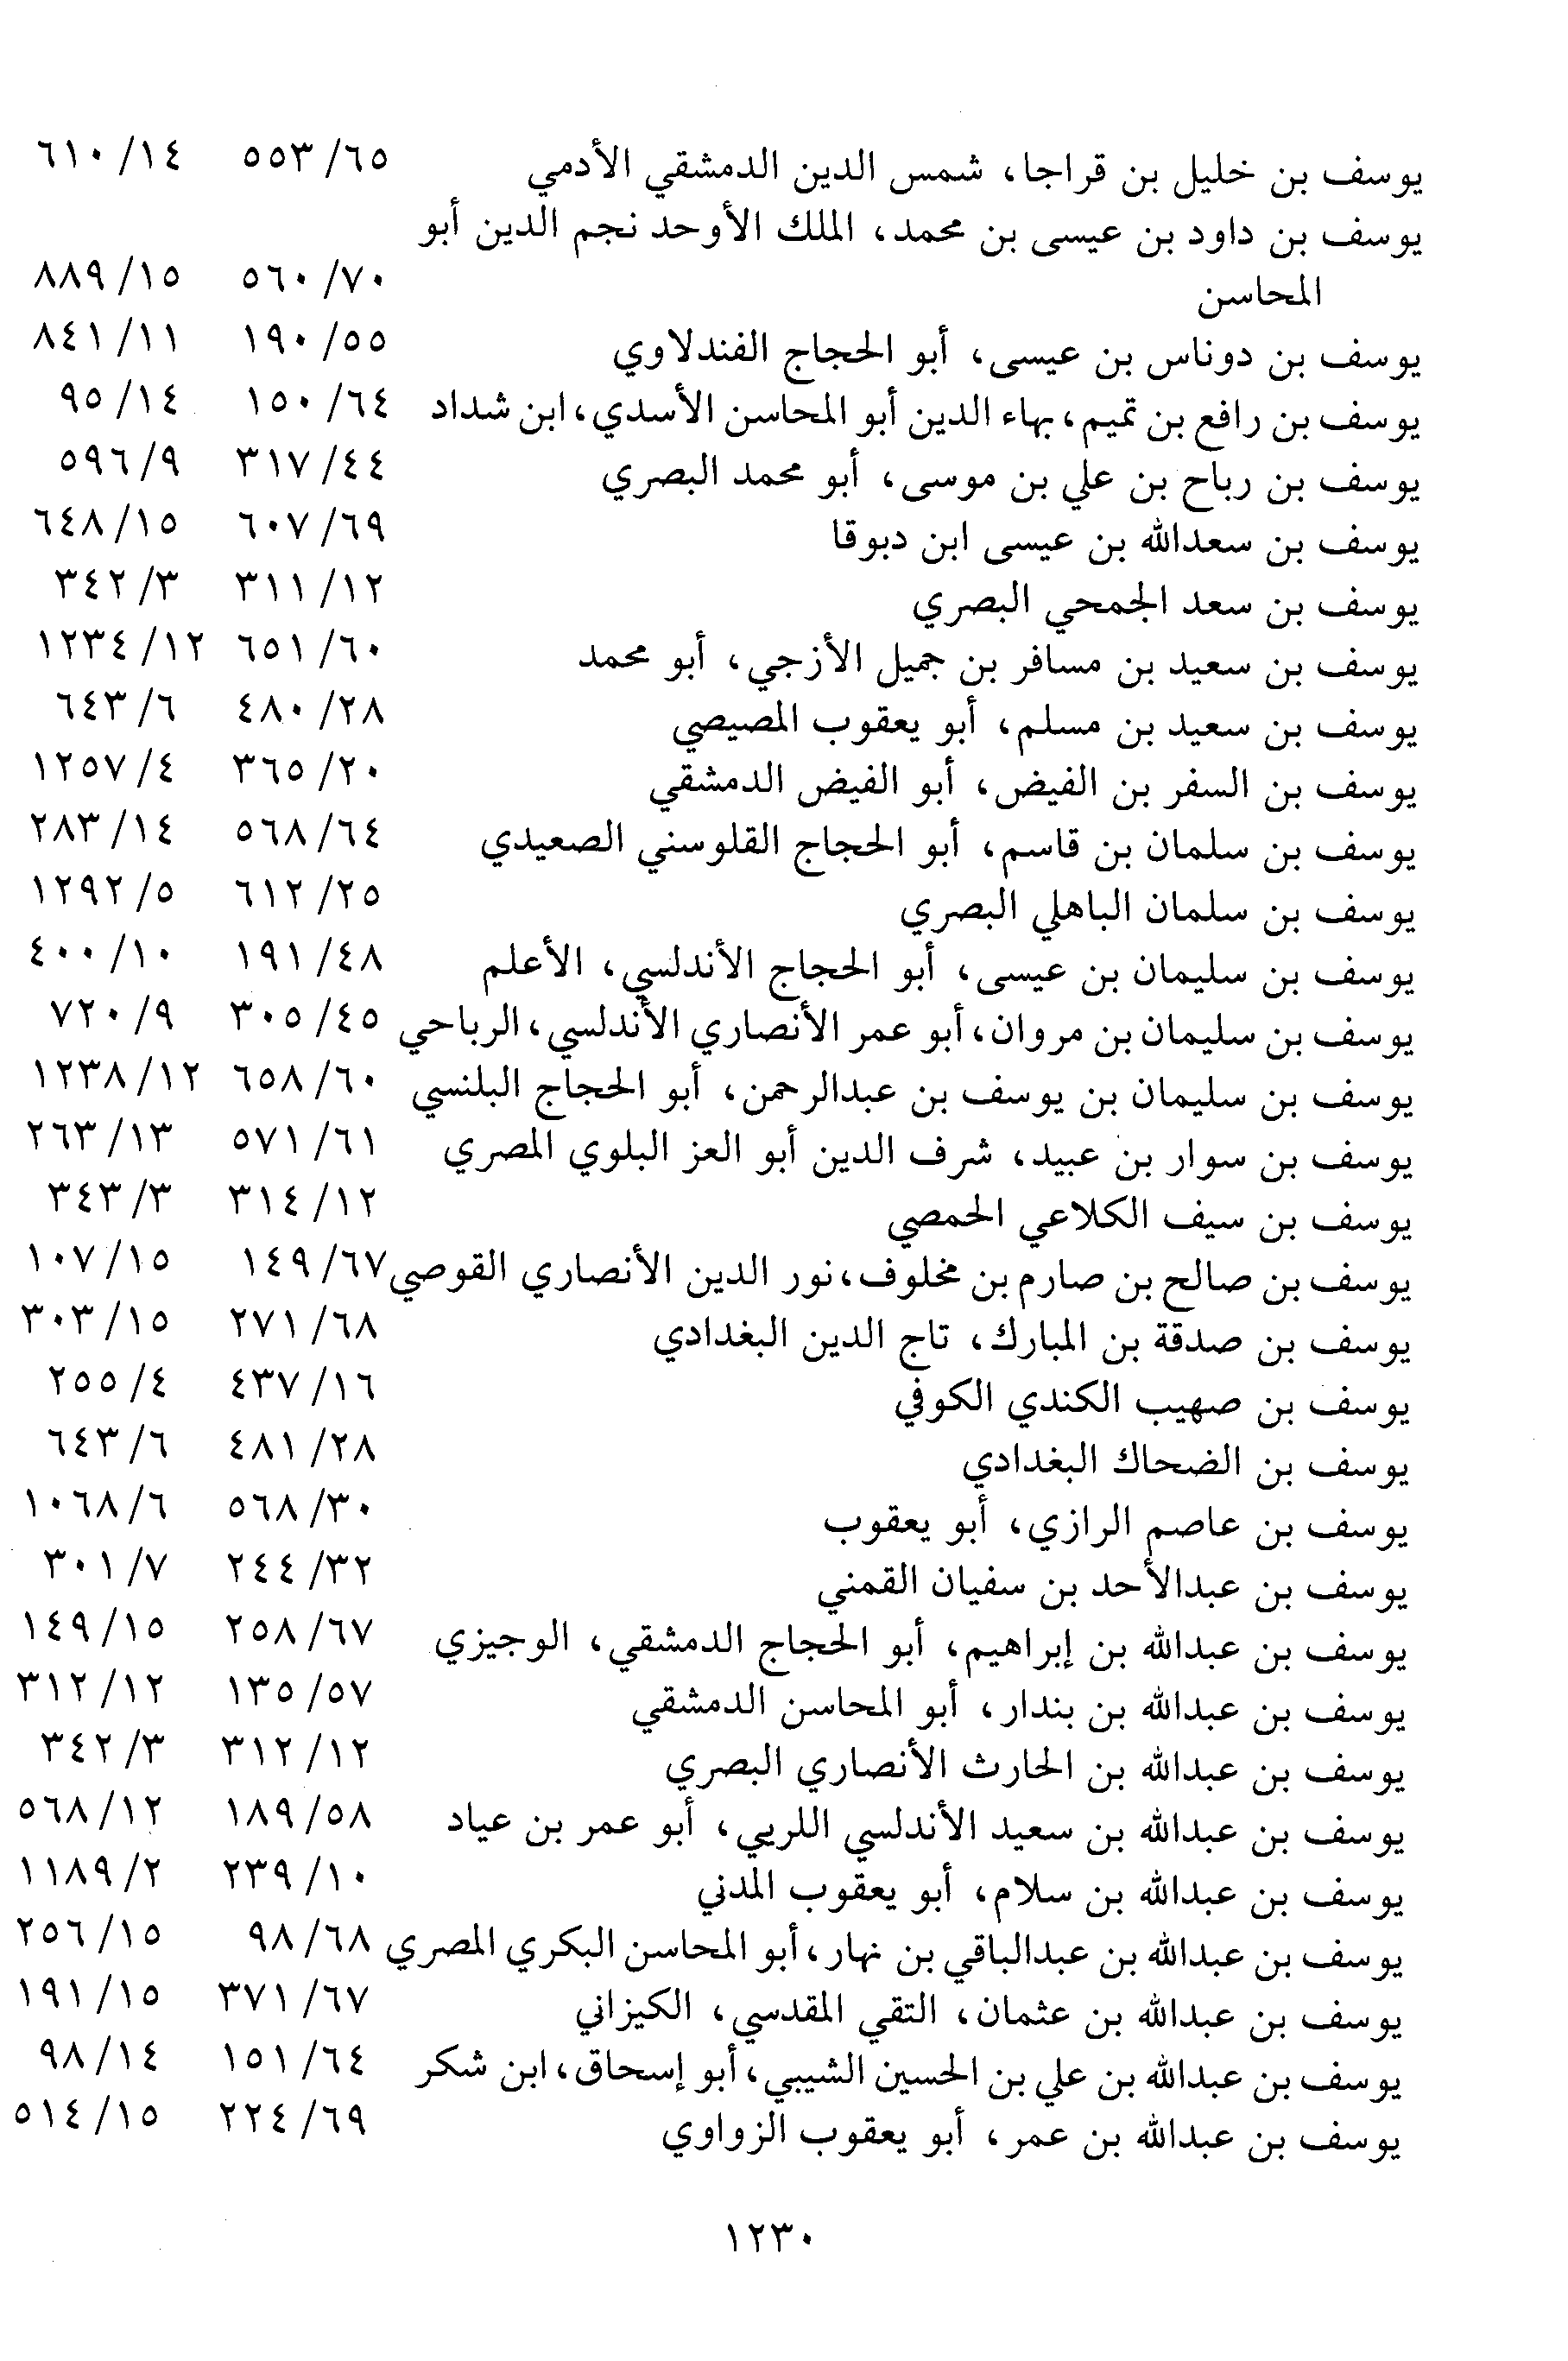 يوسف بن خليل بن قراجا، شمس الدين الدمشقي الأدمي ٥٥٣/٦٥ ٦١٠/١٤
يوسف بن داود بن عيسى بن محمد، الملك الأوحد نجم الدين أبو
المحاسن ٥٦٠/٧٠ ٨٨٩/١٥
يوسف بن دوناس بن عيسى، أبو الحجاج الفندلاوي ١٩٠/٥٥ ٨٤١/١١
يوسف بن رافع بن تميم، بهاء الدين أبو المحاسن الأسدي، ابن شداد ١٥٠/٦٤ ٩٥/١٤
يوسف بن رباح بن علي بن موسى، أبو محمد البصري ٣١٧/٤٤ ٥٩٦/٩
يوسف بن سعدالله بن عيسى ابن دبوقا ٦٠٧/٦٩ ٦٤٨/١٥
يوسف بن سعد الجمحي البصري ٣١١/١٢ ٣٤٢/٣
يوسف بن سعيد بن مسافر بن جميل الأزجي، أبو محمد ٦٥١/٦٠ ١٢٣٤/١٢
يوسف بن سعيد بن مسلم، أبو يعقوب المصيصي ٤٨٠/٢٨ ٦٤٣/٦
يوسف بن السفر بن الفيض، أبو الفيض الدمشقي ٣٦٥/٢٠ ١٢٥٧/٤
يوسف بن سلمان بن قاسم، أبو الحجاج القلوسني الصعيدي ٥٦٨/٦٤ ٢٨٣/١٤
يوسف بن سلمان الباهلي البصري ٦١٢/٢٥ ١٢٩٢/٥
يوسف بن سليمان بن عيسى، أبو الحجاج الأندلسي، الأعلم ١٩١/٤٨ ٤٠٠/١٠
يوسف بن سليمان بن مروان، أبو عمر الأنصاري الأندلسي، الرباحي ٣٠٥/٤٥ ٧٢٠/٩
يوسف بن سليمان بن يوسف بن عبدالرحمن، أبو الحجاج البلنسي ٦٥٨/٦٠ ١٢٣٨/١٢
يوسف بن سوار بن عبيد، شرف الدين أبو العز البلوي المصري ٥٧١/٦١ ٢٦٣/١٣
يوسف بن سيف الكلاعي الحمصي ٣١٤/١٢ ٣٤٣/٣
يوسف بن صالح بن صارم بن مخلوف، نور الدين الأنصاري القوصي ١٤٩/٦٧ ١٠٧/١٥
يوسف بن صدقة بن المبارك، تاج الدين البغدادي ٢٧١/٦٨ ٣٠٣/١٥
يوسف بن صهيب الكندي الكوفي ٤٣٧/١٦ ٢٥٥/٤
يوسف بن الضحاك البغدادي ٤٨١/٢٨ ٦٤٣/٦
يوسف بن عاصم الرازي، أبو يعقوب ٥٦٨/٣٠ ١٠٦٨/٦
يوسف بن عبدالأحد بن سفيان القمني ٢٤٤/٣٢ ٣٠١/٧
يوسف بن عبدالله بن إبراهيم، أبو الحجاج الدمشقي، الوجيزي ٢٥٨/٦٧ ١٤٩/١٥
يوسف بن عبدالله بن بندار، أبو المحاسن الدمشقي ١٣٥/٥٧ ٣١٢/١٢
يوسف بن عبدالله بن الحارث الأنصاري البصري ٣١٢/١٢ ٣٤٢/٣
يوسف بن عبدالله بن سعيد الأندلسي اللريي، أبو عمر بن عياد ١٨٩/٥٨ ٥٦٨/١٢
يوسف بن عبدالله بن سلام، أبو يعقوب المدني ٢٣٩/١٠ ١١٨٩/٢
يوسف بن عبدالله بن عبدالباقي بن نهار، أبو المحاسن البكري المصري ٩٨/٦٨ ٢٥٦/١٥
يوسف بن عبدالله بن عثمان، التقي المقدسي، الكيزاني ٣٧١/٦٧ ١٩١/١٥
يوسف بن عبدالله بن علي بن الحسين الشيبي، أبو إسحاق، ابن شكر ١٥١/٦٤ ٩٨/١٤
يوسف بن عبدالله بن عمر، أبو يعقوب الزواوي ٢٢٤/٦٩ ٥١٤/١٥
١٢٣٠